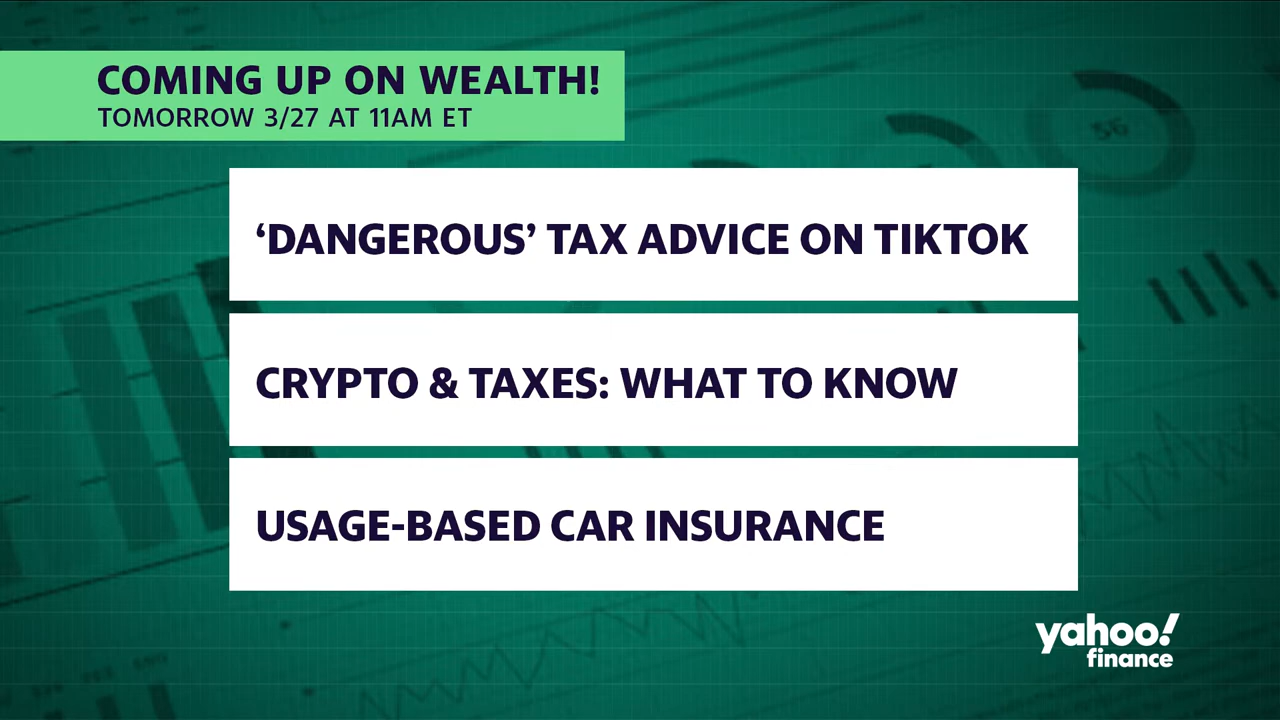 COMING UP ON WEALTH!
TOMORROW 3/27 AT 11AM ET
‘DANGEROUS’ TAX ADVICE ON TIKTOK
CRYPTO & TAXES: WHAT TO KNOW
USAGE-BASED CAR INSURANCE
yahoo!
finance